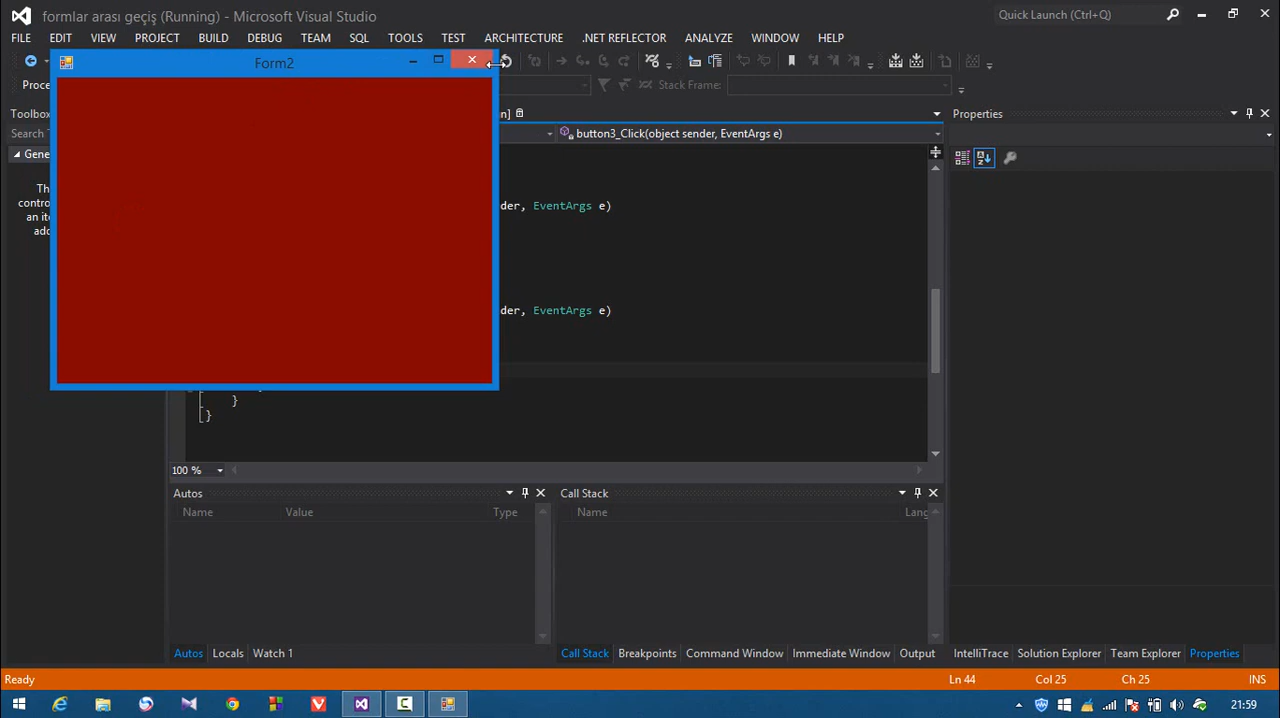 formlar arası geçiş (Running) - Microsoft Visual Studio
Quick Launch (Ctrl+Q)
FILE EDIT VIEW PROJECT BUILD DEBUG TEAM SQL TOOLS TEST ARCHITECTURE .NET REFLECTOR ANALYZE WINDOW HELP
Form2
Proce
Stack Frame:
Toolbo
n]
Properties
Search T
button3_Click(object sender, EventArgs e)
Gene
The
contro
an ite
add
der, EventArgs e)
der, EventArgs e)
}
}
100 %
Autos
Call Stack
Name Value Type
Name Lang
Autos Locals Watch 1
Call Stack Breakpoints Command Window Immediate Window Output
IntelliTrace Solution Explorer Team Explorer Properties
Ready
Ln 44 Col 25 Ch 25 INS
21:59